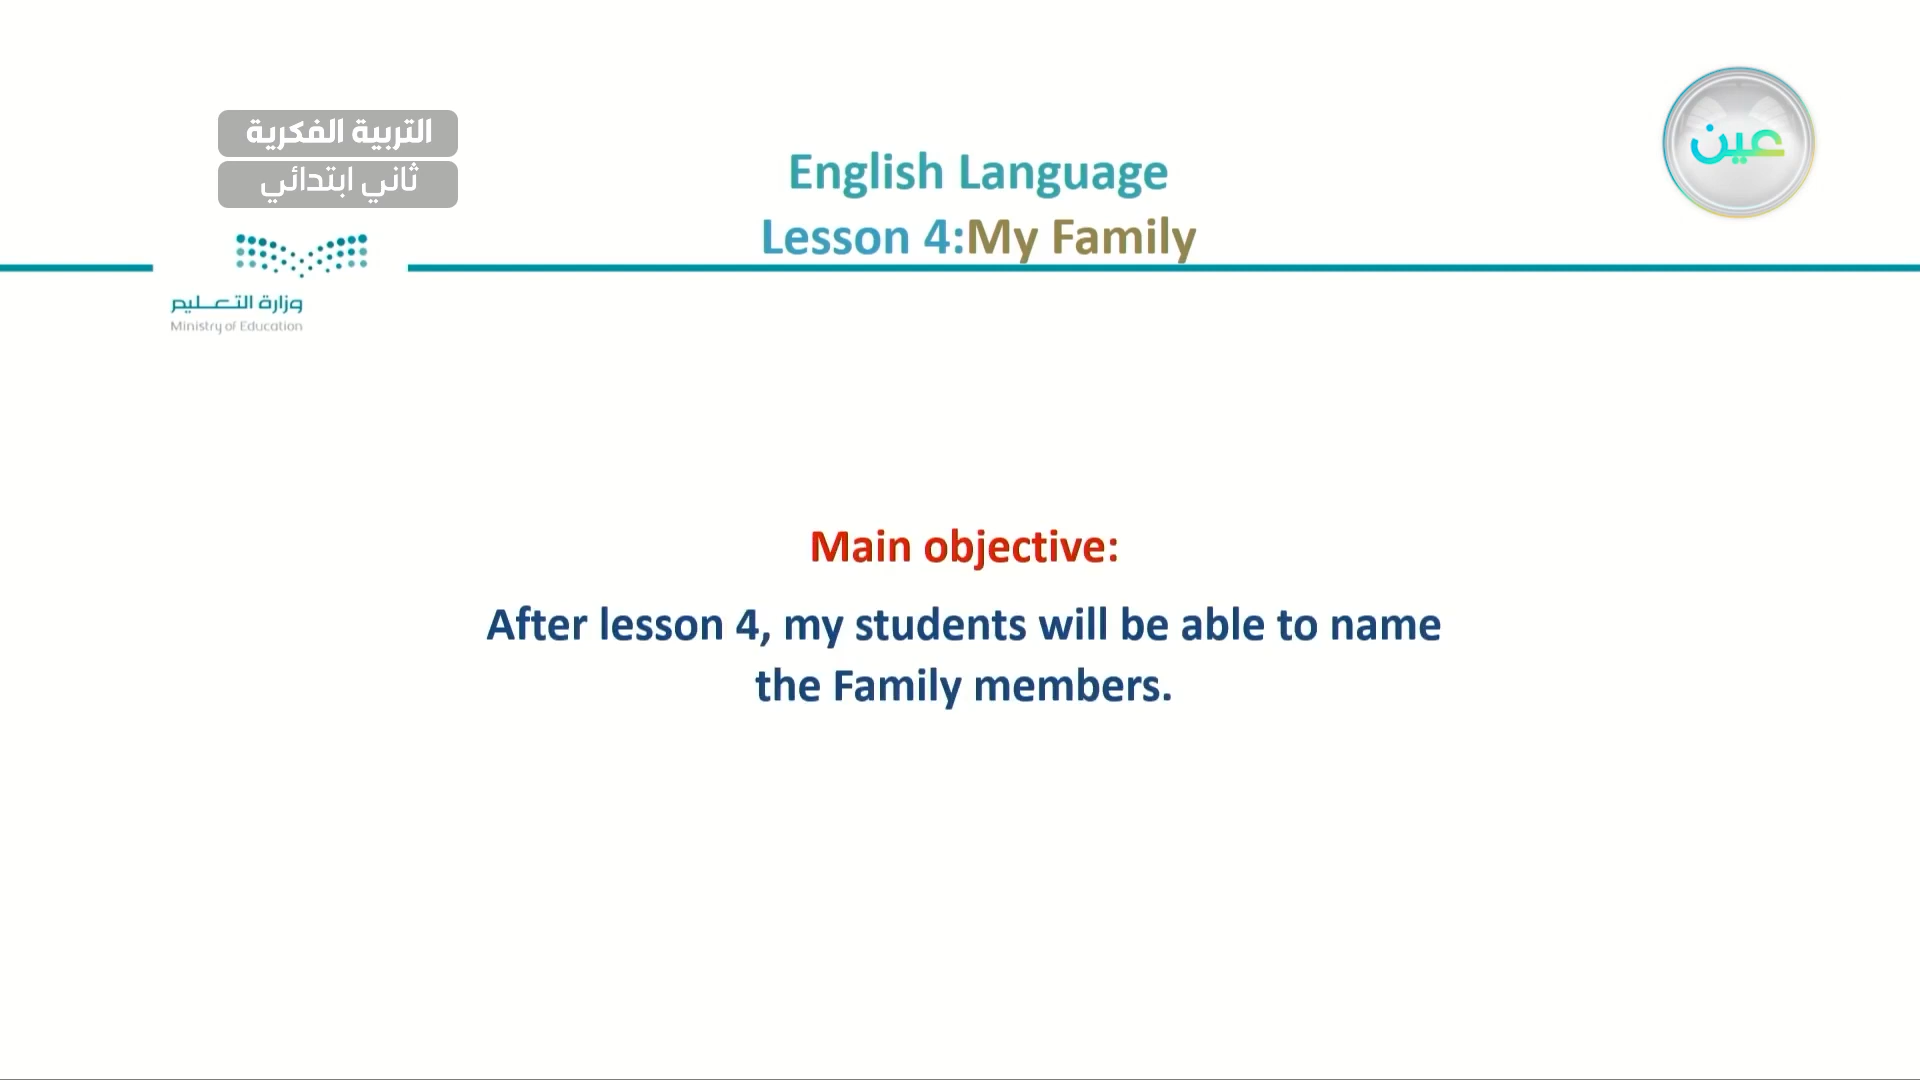 التربية الفكرية
ثاني ابتدائي
عين
English Language
Lesson 4:My Family
وزارة التعليم
Ministry of Education
Main objective:
After lesson 4, my students will be able to name
the Family members.